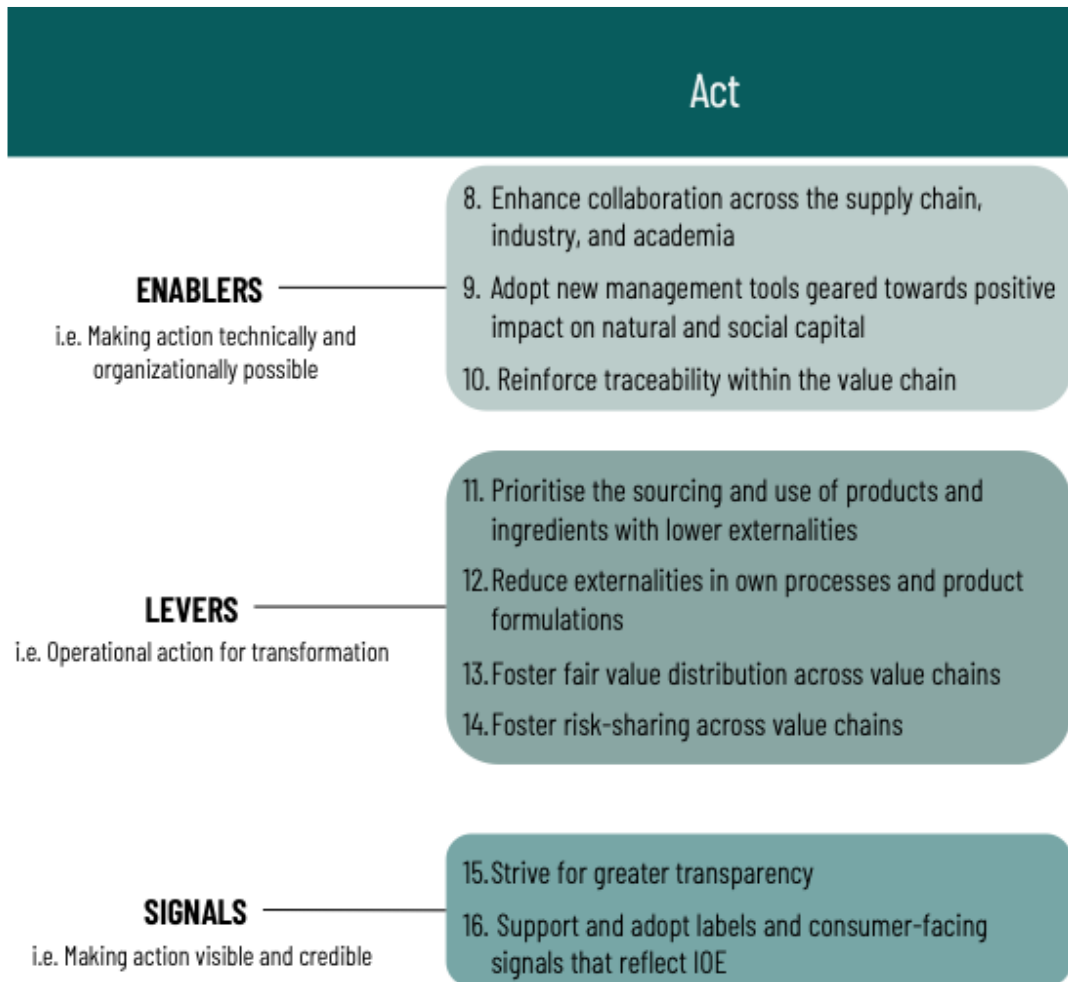 Act
ENABLERS
i.e. Making action technically and
organizationally possible
8. Enhance collaboration across the supply chain,
industry, and academia
9. Adopt new management tools geared towards positive
impact on natural and social capital
10. Reinforce traceability within the value chain
LEVERS
i.e. Operational action for transformation
11. Prioritise the sourcing and use of products and
ingredients with lower externalities
12. Reduce externalities in own processes and product
formulations
13. Foster fair value distribution across value chains
14. Foster risk-sharing across value chains
SIGNALS
i.e. Making action visible and credible
15. Strive for greater transparency
16. Support and adopt labels and consumer-facing
signals that reflect IOE